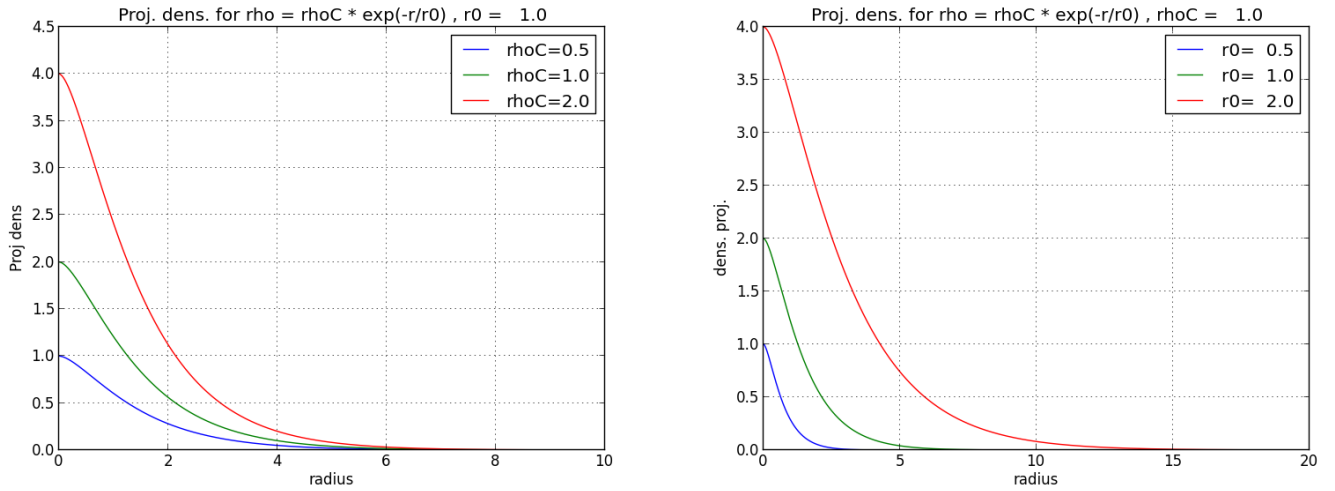 Proj. dens. for rho = rhoC * exp(-r/r0) , r0 = 1.0
4.5
4.0
3.5
3.0
2.5
2.0
1.5
1.0
0.5
0.0
Proj dens
rhoC=0.5
rhoC=1.0
rhoC=2.0
0 2 4 6 8 10
radius
Proj. dens. for rho = rhoC * exp(-r/r0) , rhoC = 1.0
4.0
3.5
3.0
2.5
2.0
1.5
1.0
0.5
0.0
dens. proj.
r0= 0.5
r0= 1.0
r0= 2.0
0 5 10 15 20
radius